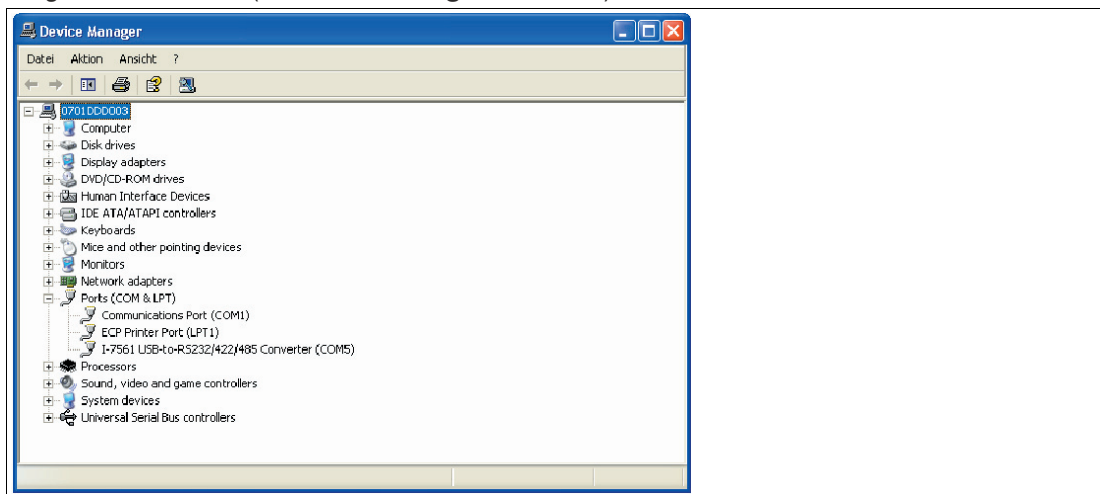 Device Manager
Datei Aktion Ansicht ?
0701DDD003
Computer
Disk drives
Display adapters
DVD/CD-ROM drives
Human Interface Devices
IDE ATA/ATAPI controllers
Keyboards
Mice and other pointing devices
Monitors
Network adapters
Ports (COM & LPT)
Communications Port (COM1)
ECP Printer Port (LPT1)
I-7561 USB-to-RS232/422/485 Converter (COM5)
Processors
Sound, video and game controllers
System devices
Universal Serial Bus controllers